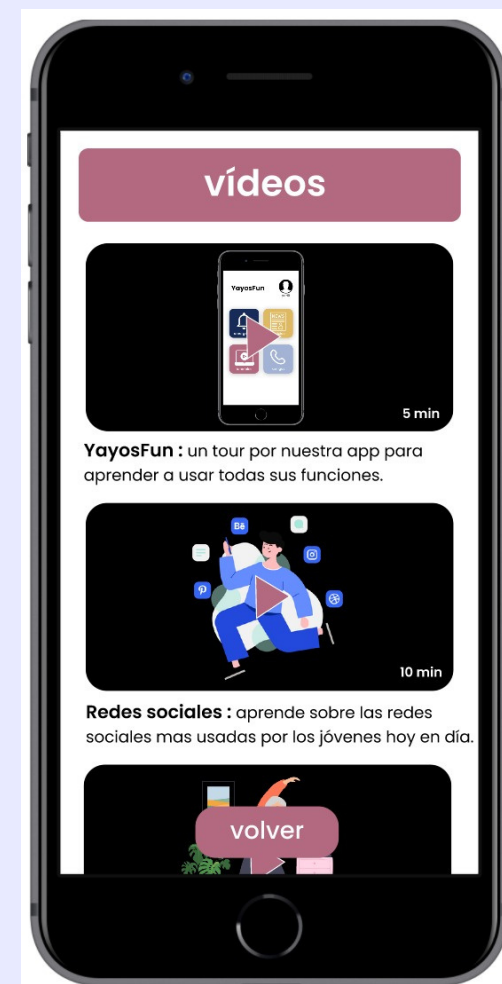 vídeos
YayosFun
5 min
YayosFun : un tour por nuestra app para
aprender a usar todas sus funciones.
Bē
10 min
Redes sociales : aprende sobre las redes
sociales mas usadas por los jóvenes hoy en día.
volver